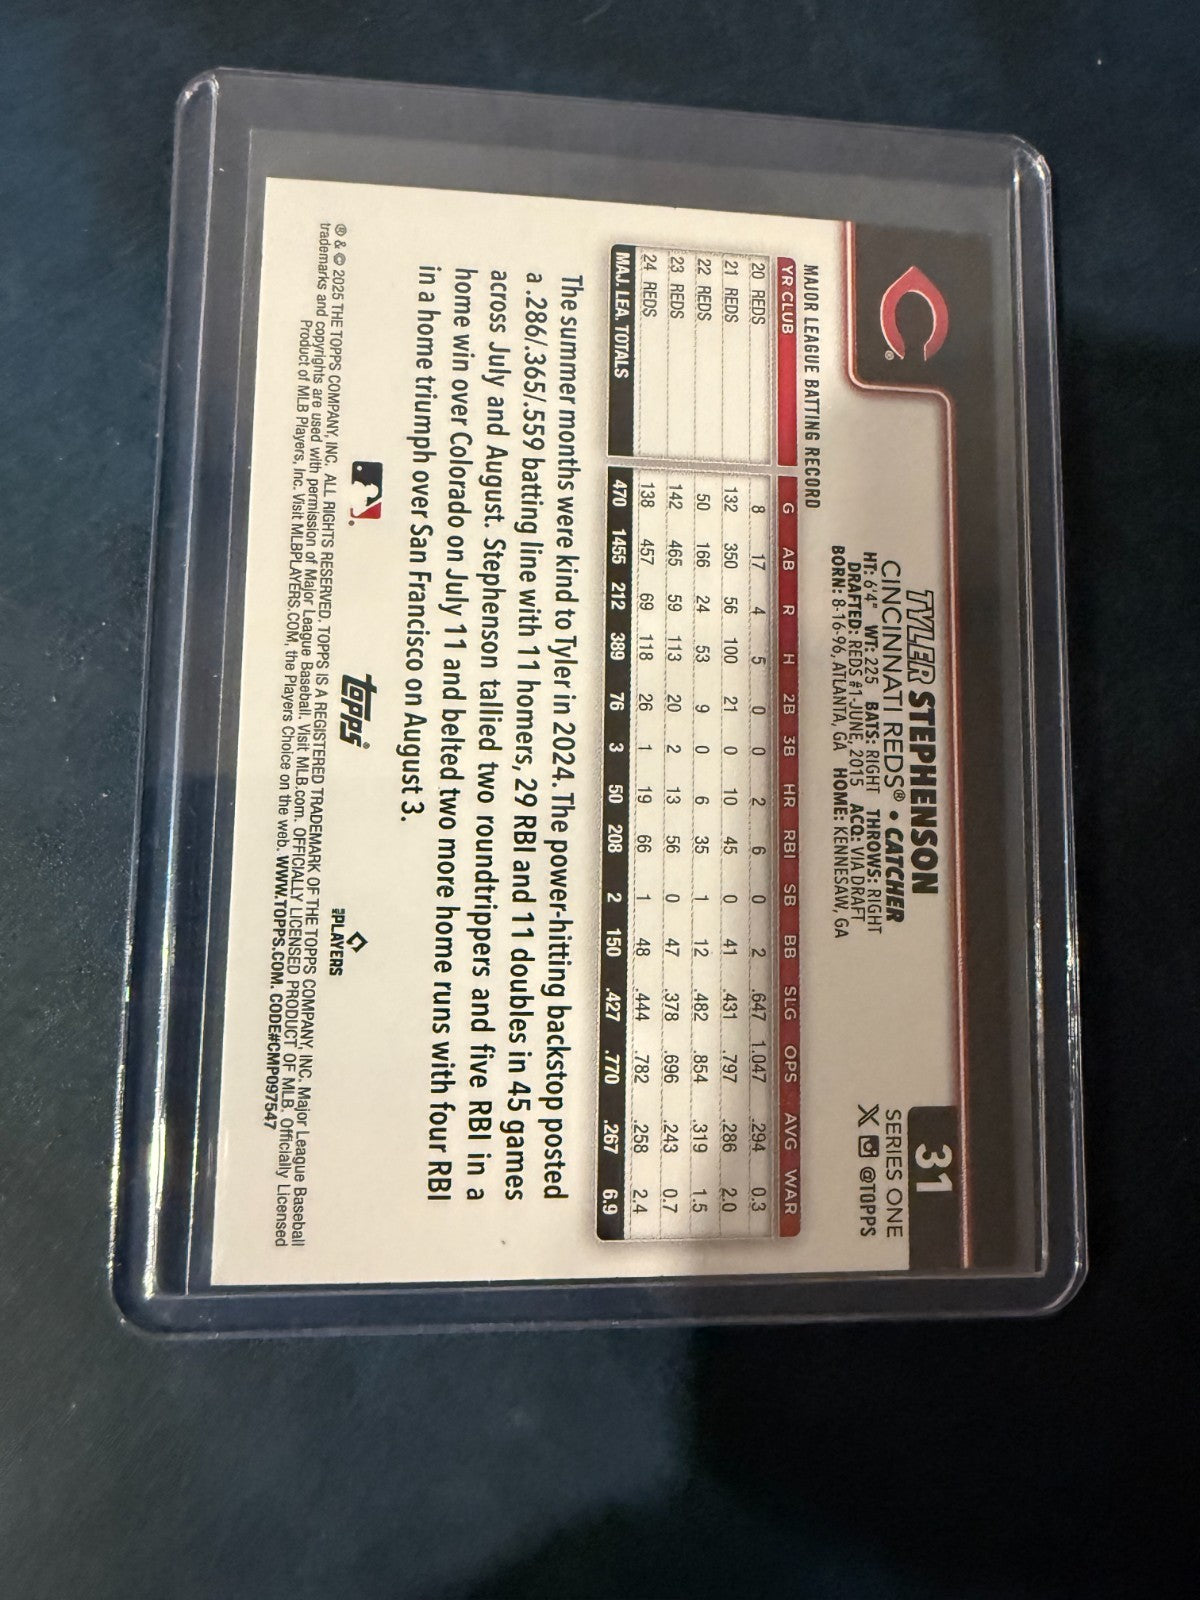 31
TYLER STEPHENSON
CINCINNATI REDS® • CATCHER
SERIES ONE
HT: 6'4" WT: 225 BATS: RIGHT THROWS: RIGHT
@TOPPS
DRAFTED: REDS #1-JUNE, 2015 ACQ: VIA DRAFT
BORN: 8-16-96, ATLANTA, GA HOME: KENNESAW, GA
MAJOR LEAGUE BATTING RECORD
YR CLUB G AB R H 2B 3B HR RBI SB BB SLG OPS AVG WAR
20 REDS 8 17 4 5 0 0 2 6 0 2 .647 1.047 .294 0.3
21 REDS 132 350 56 100 21 0 10 45 0 41 .431 .797 .286 2.0
22 REDS 50 166 24 53 9 0 6 35 1 12 .482 .854 .319 1.5
23 REDS 142 465 59 113 20 2 13 56 0 47 .378 .696 .243 0.7
24 REDS 138 457 69 118 26 1 19 66 1 48 .444 .782 .258 2.4
MAJ. LEA. TOTALS 470 1455 212 389 76 3 50 208 2 150 .427 .770 .267 6.9
The summer months were kind to Tyler in 2024. The power-hitting backstop posted
a .286/.365/.559 batting line with 11 homers, 29 RBI and 11 doubles in 45 games
across July and August. Stephenson tallied two roundtrippers and five RBI in a
home win over Colorado on July 11 and belted two more home runs with four RBI
in a home triumph over San Francisco on August 3.
topps®
PLAYERS
® & © 2025 THE TOPPS COMPANY, INC. ALL RIGHTS RESERVED. TOPPS IS A REGISTERED TRADEMARK OF THE TOPPS COMPANY, INC. Major League Baseball
trademarks and copyrights are used with permission of Major League Baseball. Visit MLB.com. OFFICIALLY LICENSED PRODUCT OF MLB. Officially Licensed
Product of MLB Players, Inc. Visit MLBPLAYERS.COM, the Players Choice on the web. WWW.TOPPS.COM. CODE#CMP097547